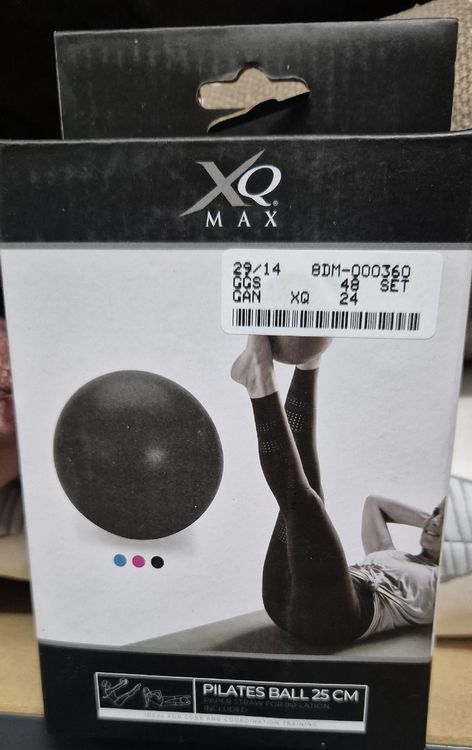 XQ®
MAX
29/14 8DM-000360
GGS 48 SET
GAN XQ 24
PILATES BALL 25 CM
PAPER STRAW FOR INFLATION
INCLUDED
IDEAL FOR CORE AND COORDINATION TRAINING